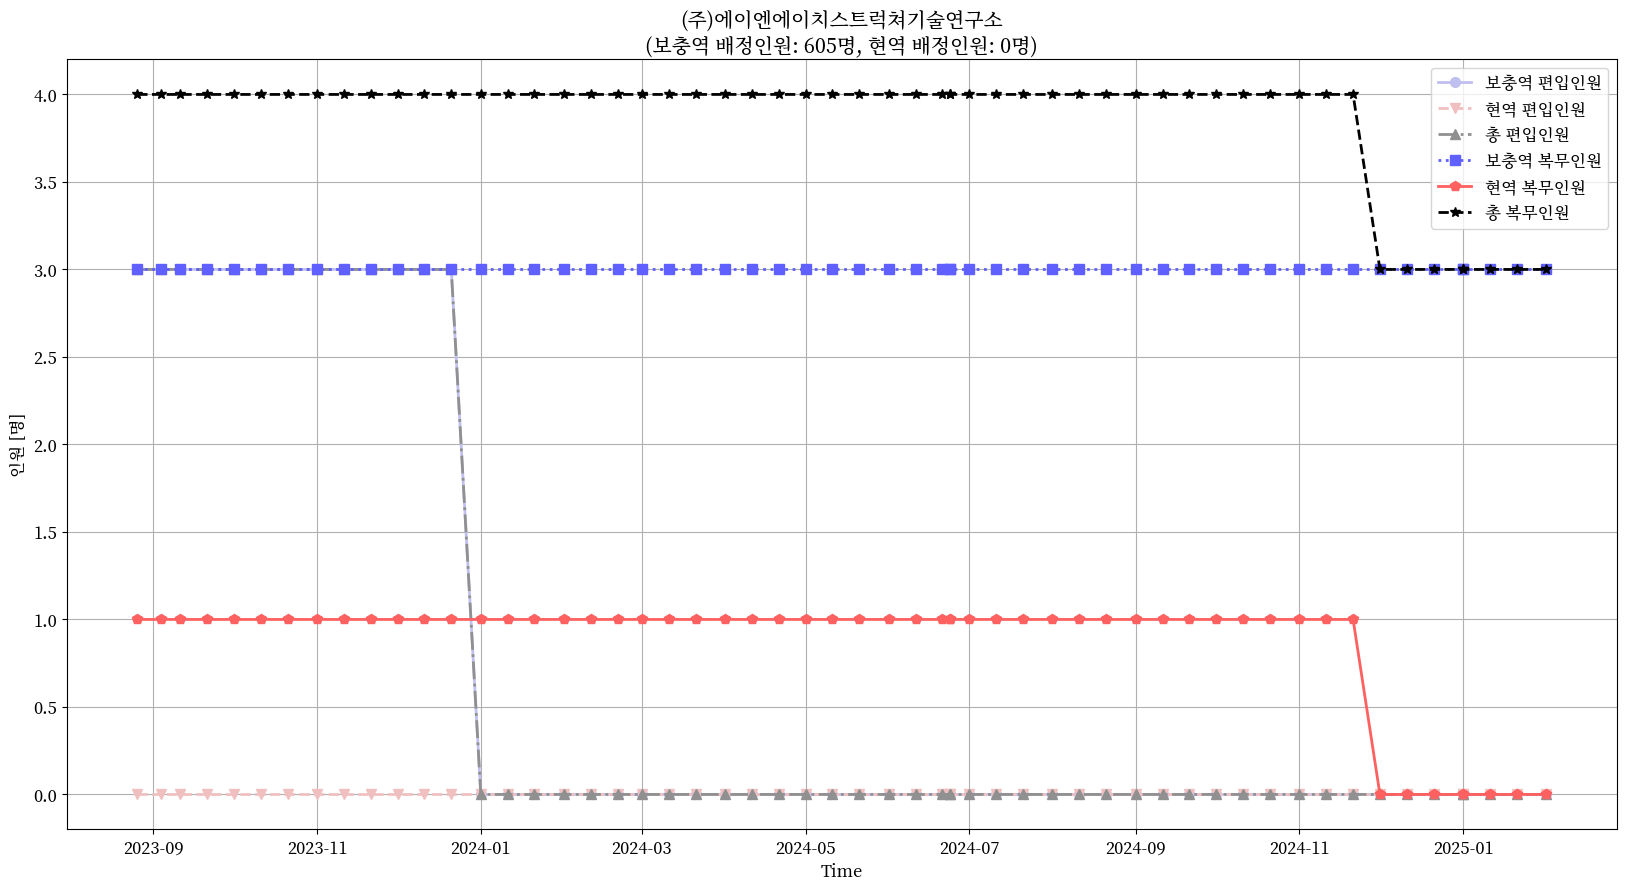 (주)에이엔에이치스트럭쳐기술연구소
(보충역 배정인원: 605명, 현역 배정인원: 0명)
보충역 편입인원
현역 편입인원
총 편입인원
보충역 복무인원
현역 복무인원
총 복무인원
인원 [명]
4.0
3.5
3.0
2.5
2.0
1.5
1.0
0.5
0.0
2023-09
2023-11
2024-01
2024-03
2024-05
2024-07
2024-09
2024-11
2025-01
Time